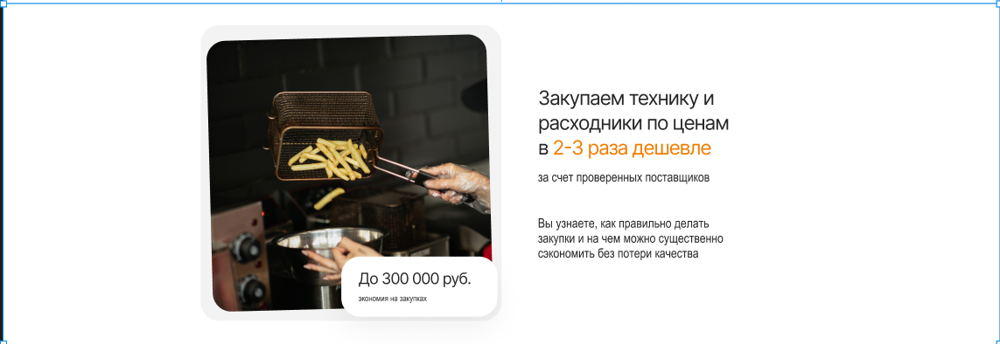 Закупаем технику и
расходники по ценам
в 2-3 раза дешевле
за счет проверенных поставщиков
Вы узнаете, как правильно делать
закупки и на чем можно существенно
сэкономить без потери качества
До 300 000 руб.
экономия на закупках